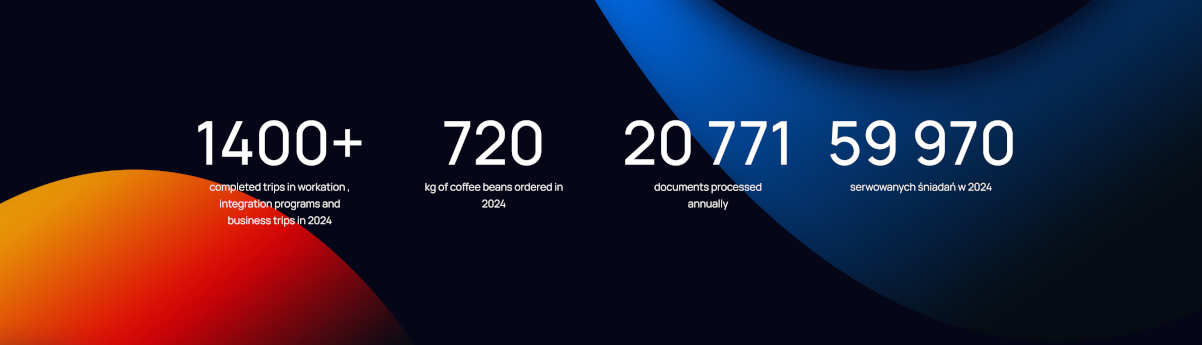 1400+
completed trips in workation ,
integration programs and
business trips in 2024
720
kg of coffee beans ordered in
2024
20 771
documents processed
annually
59 970
serwowanych śniadań w 2024